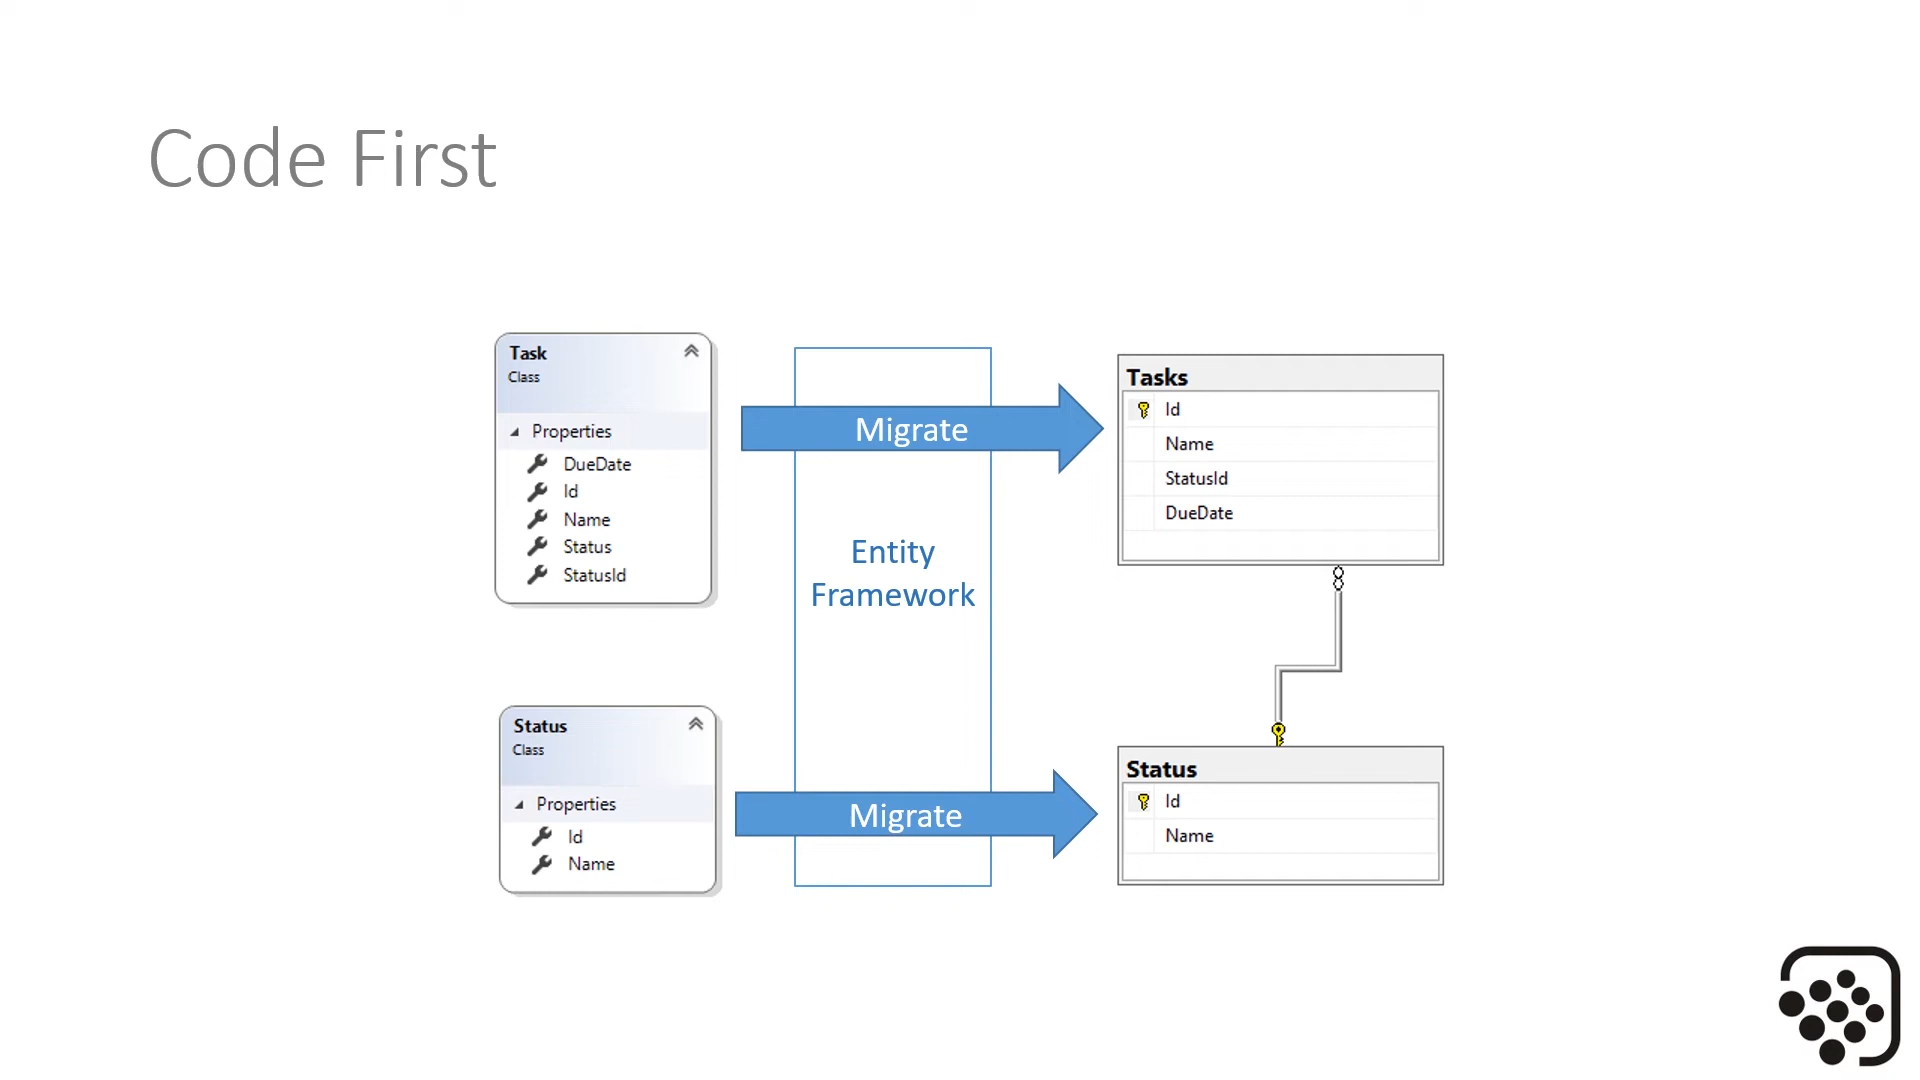 Code First
Task
Class
Properties
DueDate
Id
Name
Status
StatusId
Migrate
Entity
Framework
Tasks
Id
Name
StatusId
DueDate
Status
Class
Properties
Id
Name
Migrate
Status
Id
Name